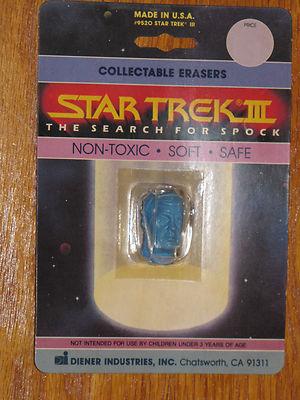 MADE IN U.S.A.
#9520 STAR TREK® III
PRICE
COLLECTABLE ERASERS
STAR TREK® III
THE SEARCH FOR SPOCK
NON-TOXIC • SOFT • SAFE
NOT INTENDED FOR USE BY CHILDREN UNDER 3 YEARS OF AGE
DI DIENER INDUSTRIES, INC. Chatsworth, CA 91311